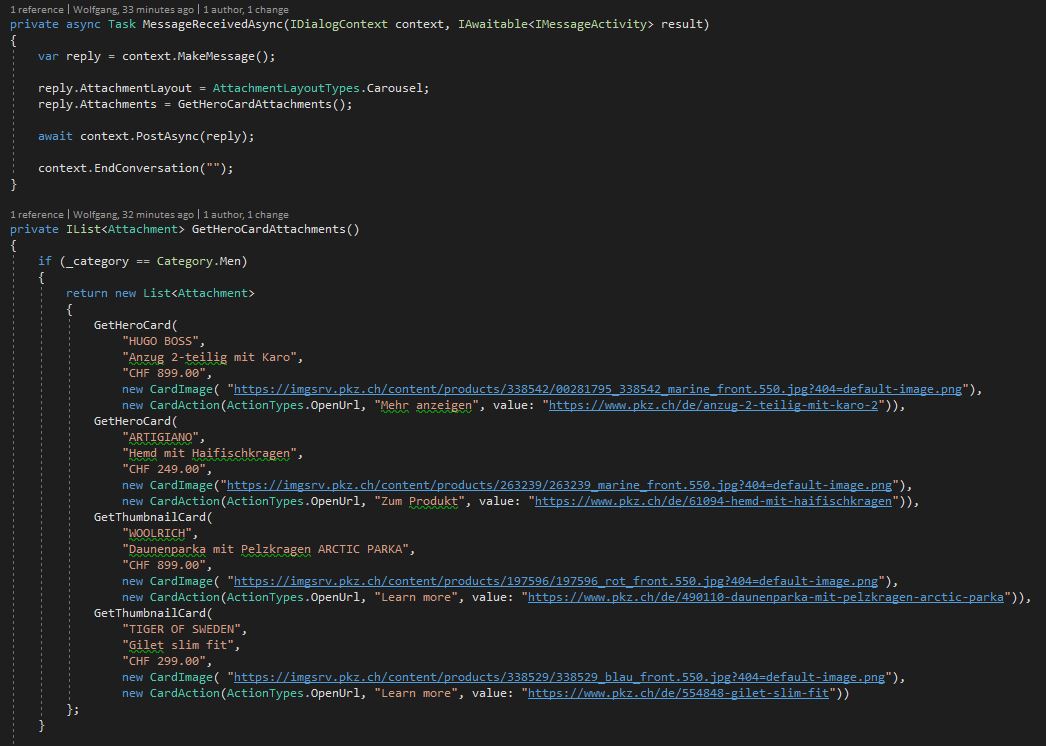 1 reference | Wolfgang, 33 minutes ago | 1 author, 1 change
private async Task MessageReceivedAsync(IDialogContext context, IAwaitable<IMessageActivity> result)
{
var reply = context.MakeMessage();
reply.AttachmentLayout = AttachmentLayoutTypes.Carousel;
reply.Attachments = GetHeroCardAttachments();
await context.PostAsync(reply);
context.EndConversation("");
}
1 reference | Wolfgang, 32 minutes ago | 1 author, 1 change
private IList<Attachment> GetHeroCardAttachments()
{
if (_category == Category.Men)
{
return new List<Attachment>
{
GetHeroCard(
"HUGO BOSS",
"Anzug 2-teilig mit Karo",
"CHF 899.00",
new CardImage( "https://imgsrv.pkz.ch/content/products/338542/00281795_338542_marine_front.550.jpg?404=default-image.png"),
new CardAction(ActionTypes.OpenUrl, "Mehr anzeigen", value: "https://www.pkz.ch/de/anzug-2-teilig-mit-karo-2")),
GetHeroCard(
"ARTIGIANO",
"Hemd mit Haifischkragen",
"CHF 249.00",
new CardImage("https://imgsrv.pkz.ch/content/products/263239/263239_marine_front.550.jpg?404=default-image.png"),
new CardAction(ActionTypes.OpenUrl, "Zum Produkt", value: "https://www.pkz.ch/de/61094-hemd-mit-haifischkragen")),
GetThumbnailCard(
"WOOLRICH",
"Daunenparka mit Pelzkragen ARCTIC PARKA",
"CHF 899.00",
new CardImage( "https://imgsrv.pkz.ch/content/products/197596/197596_rot_front.550.jpg?404=default-image.png"),
new CardAction(ActionTypes.OpenUrl, "Learn more", value: "https://www.pkz.ch/de/490110-daunenparka-mit-pelzkragen-arctic-parka")),
GetThumbnailCard(
"TIGER OF SWEDEN",
"Gilet slim fit",
"CHF 299.00",
new CardImage( "https://imgsrv.pkz.ch/content/products/338529/338529_blau_front.550.jpg?404=default-image.png"),
new CardAction(ActionTypes.OpenUrl, "Learn more", value: "https://www.pkz.ch/de/554848-gilet-slim-fit"))
};
}